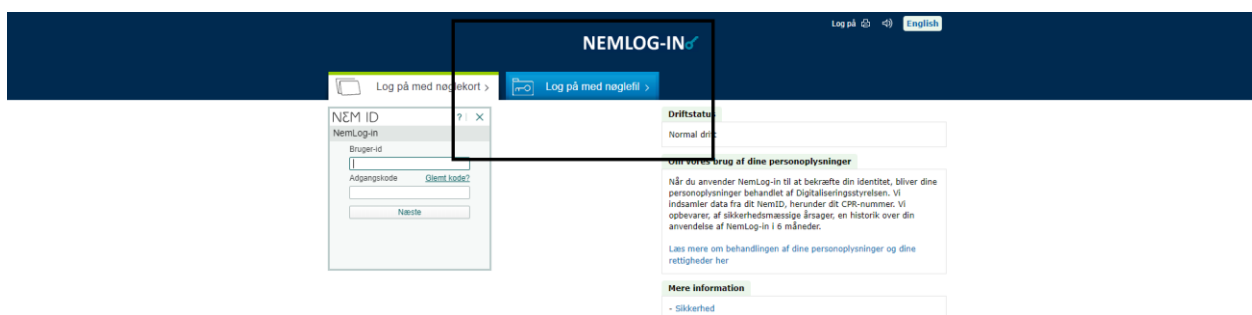 Log på English
NEMLOG-IN
Log på med nøglekort >
Log på med nøglefil >
NEM ID ? X
NemLog-in
Bruger-id
Adgangskode Glemt kode?
Næste
Driftstatus
Normal drift
Om vores brug af dine personoplysninger
Når du anvender NemLog-in til at bekræfte din identitet, bliver dine
personoplysninger behandlet af Digitaliseringsstyrelsen. Vi
indsamler data fra dit NemID, herunder dit CPR-nummer. Vi
opbevarer, af sikkerhedsmæssige årsager, en historik over din
anvendelse af NemLog-in i 6 måneder.
Læs mere om behandlingen af dine personoplysninger og dine
rettigheder her
Mere information
- Sikkerhed